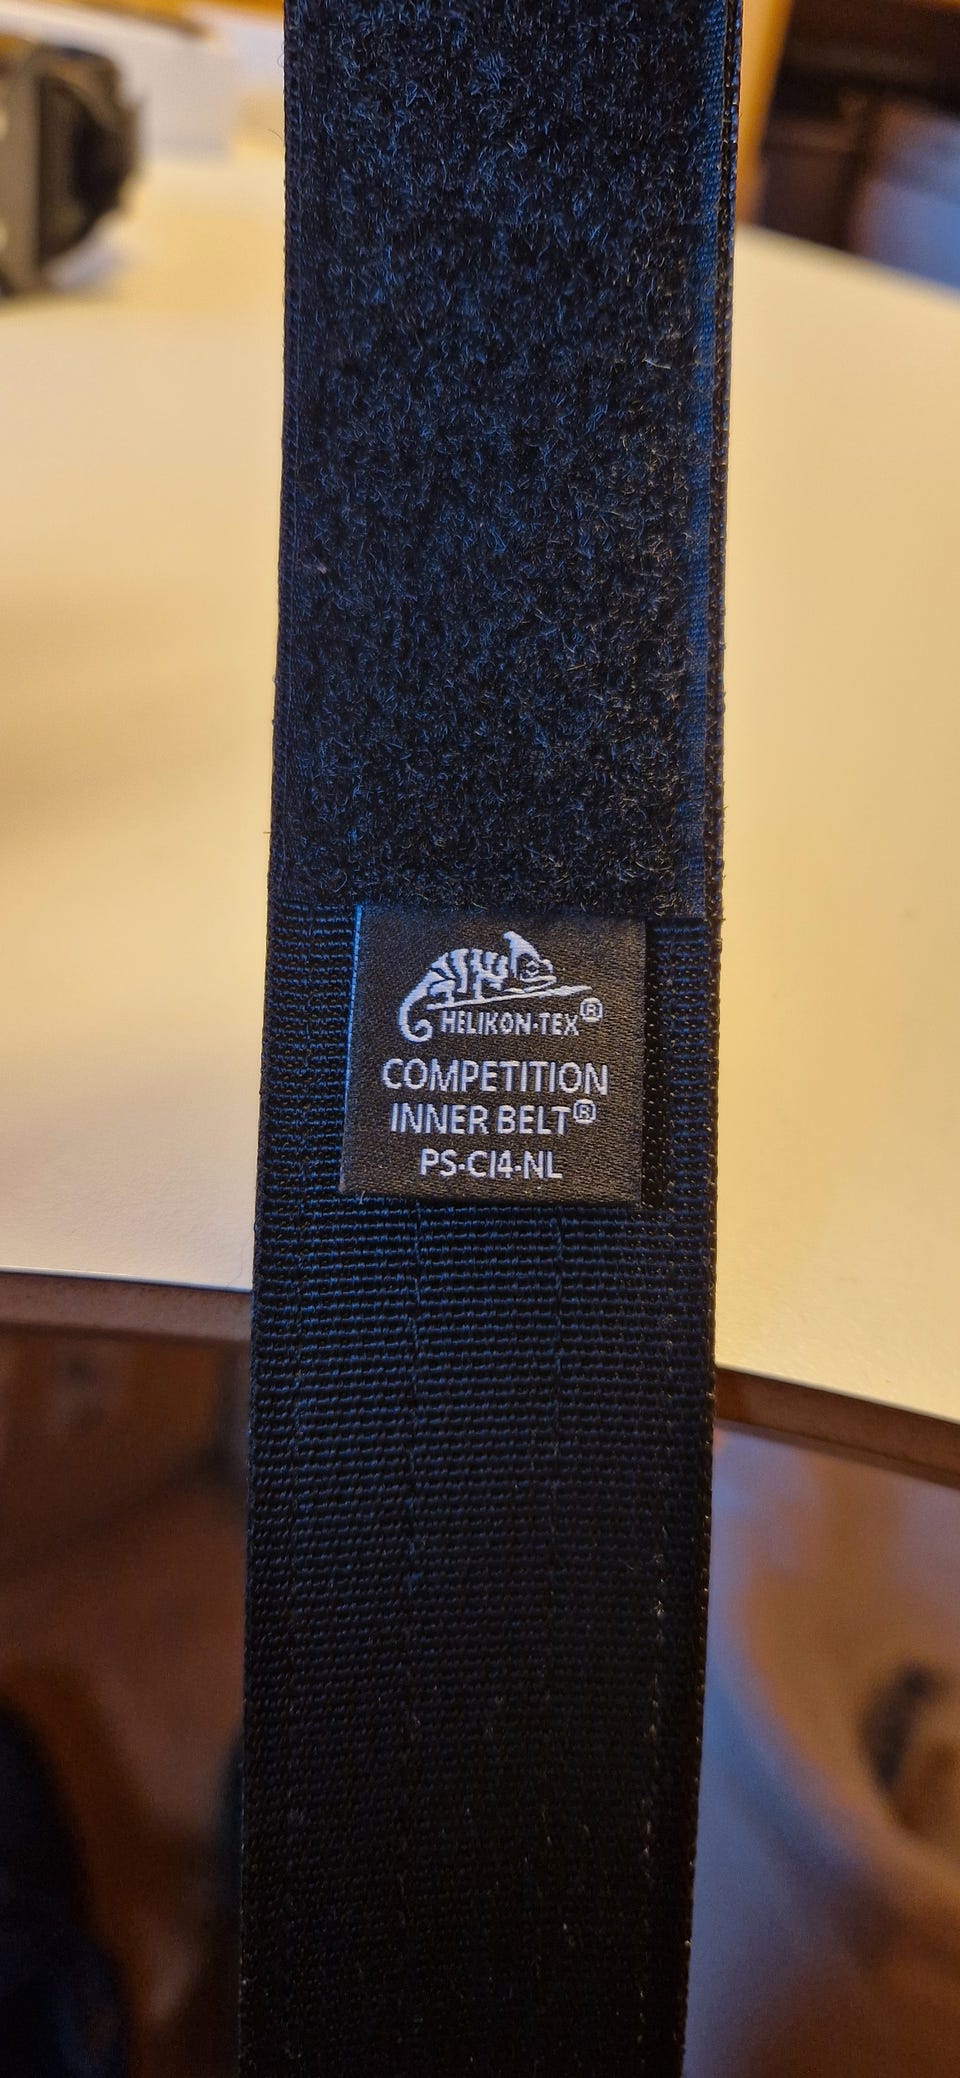 HELIKON-TEX®
COMPETITION
INNER BELT®
PS-CI4-NL